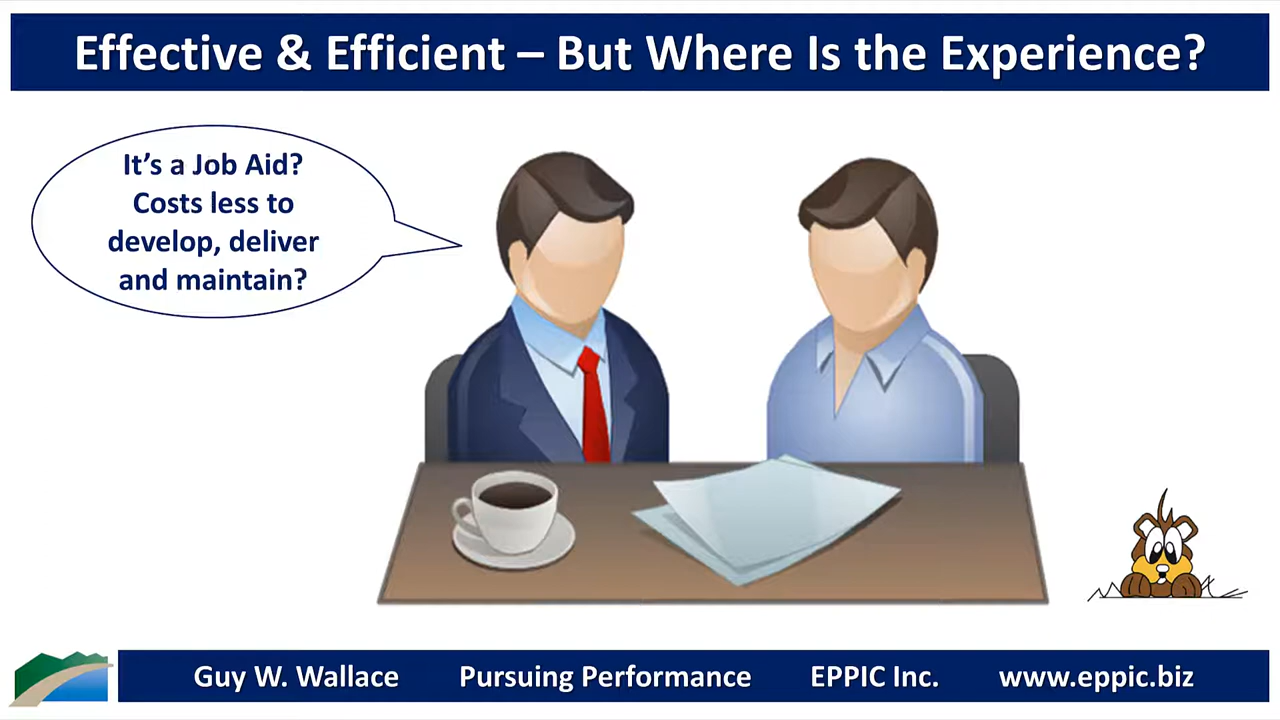 Effective & Efficient – But Where Is the Experience?
It’s a Job Aid?
Costs less to
develop, deliver
and maintain?
Guy W. Wallace Pursuing Performance EPPIC Inc. www.eppic.biz